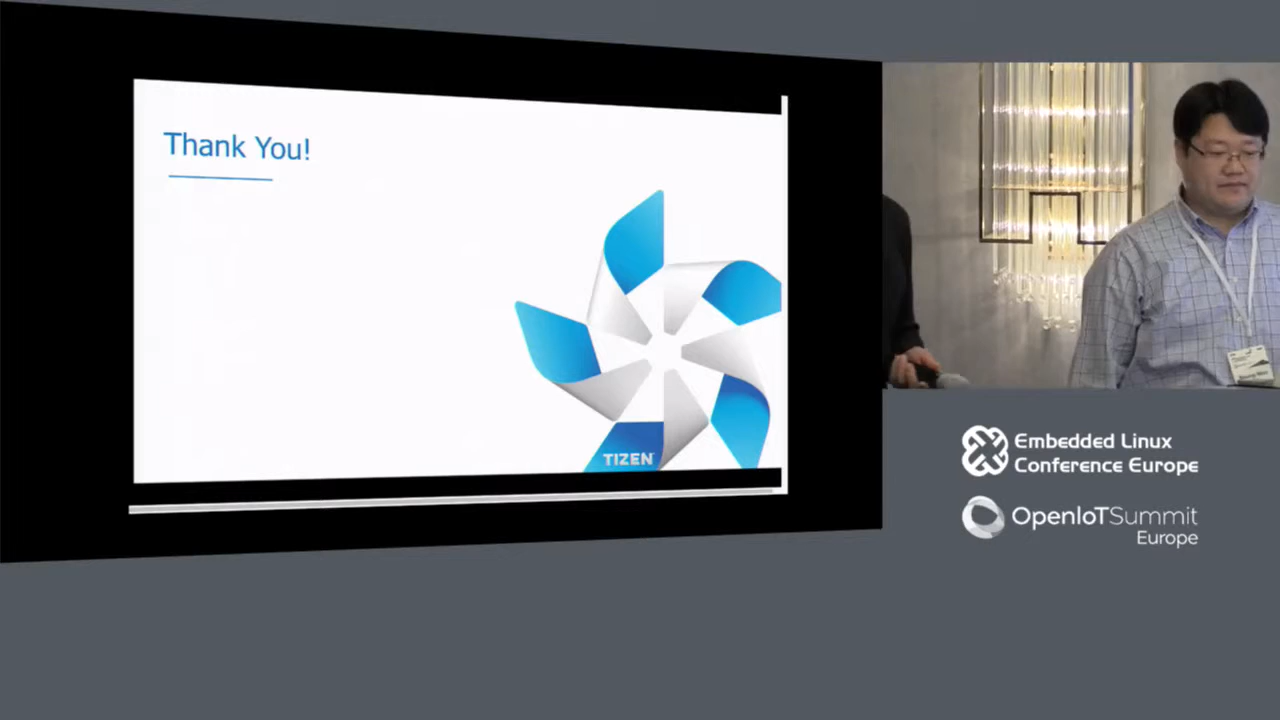 Thank You!
TIZEN
Embedded Linux
Conference Europe
OpenIoTSummit
Europe